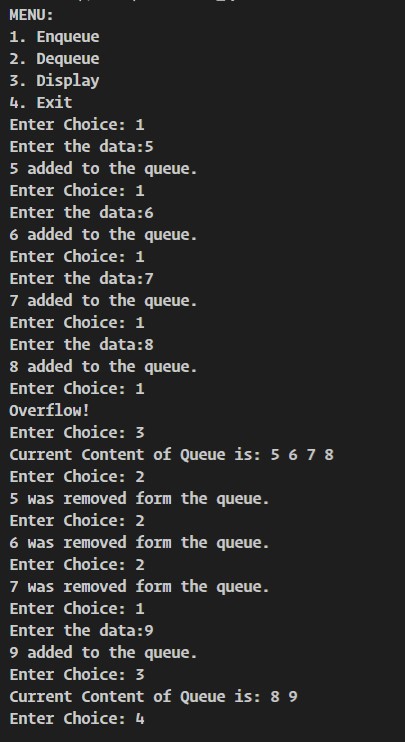 MENU:
1. Enqueue
2. Dequeue
3. Display
4. Exit
Enter Choice: 1
Enter the data:5
5 added to the queue.
Enter Choice: 1
Enter the data:6
6 added to the queue.
Enter Choice: 1
Enter the data:7
7 added to the queue.
Enter Choice: 1
Enter the data:8
8 added to the queue.
Enter Choice: 1
Overflow!
Enter Choice: 3
Current Content of Queue is: 5 6 7 8
Enter Choice: 2
5 was removed form the queue.
Enter Choice: 2
6 was removed form the queue.
Enter Choice: 2
7 was removed form the queue.
Enter Choice: 1
Enter the data:9
9 added to the queue.
Enter Choice: 3
Current Content of Queue is: 8 9
Enter Choice: 4